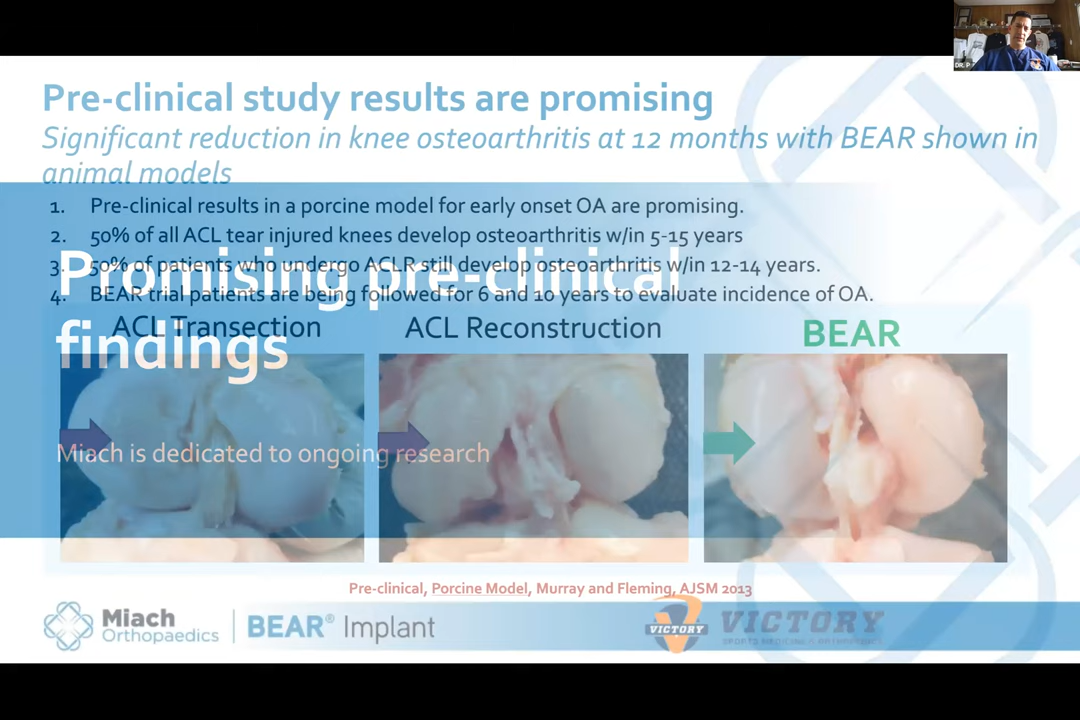 DR. P
Pre-clinical study results are promising
Significant reduction in knee osteoarthritis at 12 months with BEAR shown in
animal models
1. Pre-clinical results in a porcine model for early onset OA are promising.
2. 50% of all ACL tear injured knees develop osteoarthritis w/in 5-15 years
3. 50% of patients who undergo ACLR still develop osteoarthritis w/in 12-14 years.
4. BEAR trial patients are being followed for 6 and 10 years to evaluate incidence of OA.
Promising pre-clinical
findings
ACL Transection
ACL Reconstruction
BEAR
Miach is dedicated to ongoing research
Pre-clinical, Porcine Model, Murray and Fleming, AJSM 2013
Miach
Orthopaedics
BEAR® Implant
VICTORY
VICTORY
SPORTS MEDICINE & ORTHOPEDICS